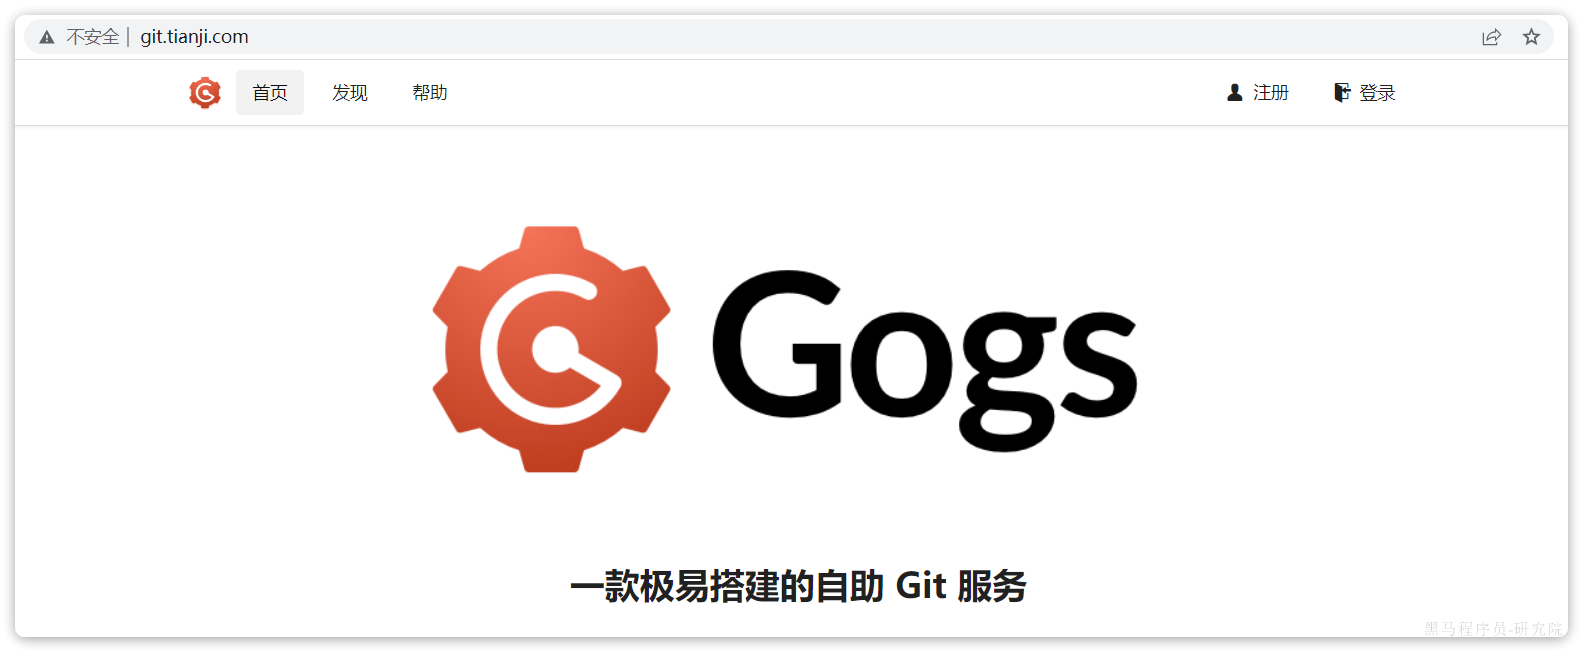 不安全 | git.tianji.com
首页 发现 帮助 注册 登录
Gogs
一款极易搭建的自助 Git 服务
黑马程序员-研究院